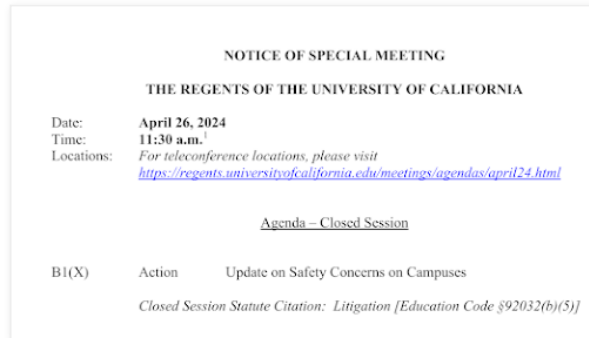 NOTICE OF SPECIAL MEETING
THE REGENTS OF THE UNIVERSITY OF CALIFORNIA
Date: April 26, 2024
Time: 11:30 a.m.¹
Locations: For teleconference locations, please visit
https://regents.universityofcalifornia.edu/meetings/agendas/april24.html
Agenda – Closed Session
B1(X) Action Update on Safety Concerns on Campuses
Closed Session Statute Citation: Litigation [Education Code §92032(b)(5)]